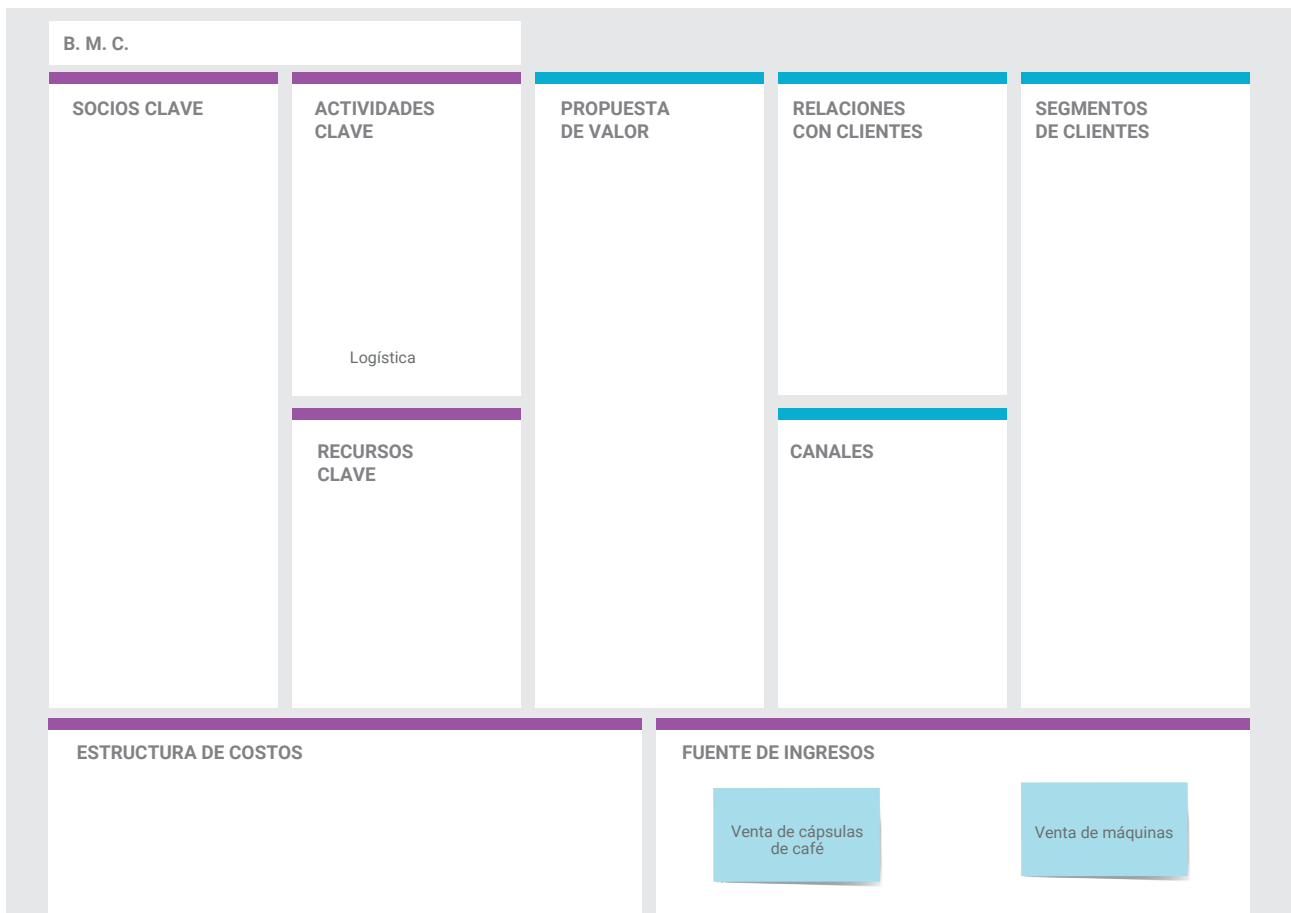 B. M. C.
SOCIOS CLAVE
ACTIVIDADES
CLAVE
Logística
RECURSOS
CLAVE
PROPUESTA
DE VALOR
RELACIONES
CON CLIENTES
CANALES
SEGMENTOS
DE CLIENTES
ESTRUCTURA DE COSTOS
FUENTE DE INGRESOS
Venta de cápsulas
de café
Venta de máquinas